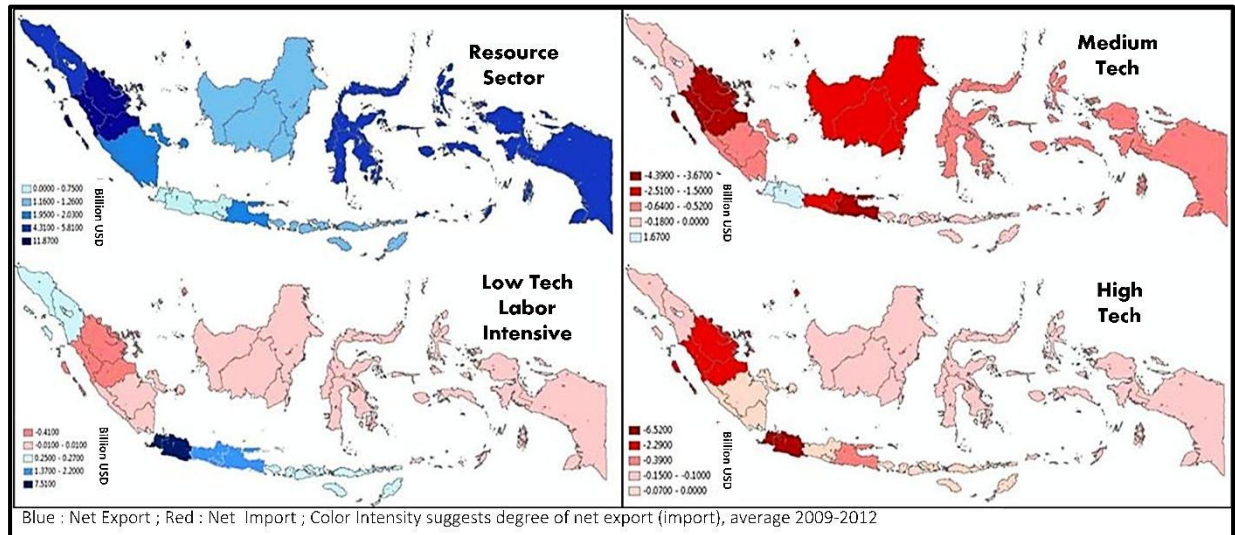 Resource
Sector
0.0000 - 0.7500
1.1600 - 1.2600
1.9500 - 2.0300
4.3100 - 5.8100
11.8700
Billion USD
Medium
Tech
-4.3900 - -3.6700
-2.5100 - -1.5000
-0.6400 - -0.5200
-0.1800 - 0.0000
1.6700
Billion USD
Low Tech
Labor
Intensive
-0.4100
-0.0100 - 0.0100
0.2500 - 0.2700
1.3700 - 2.2000
7.5100
Billion USD
High
Tech
-6.5200
-2.2900
-0.3900
-0.1500 - -0.1000
-0.0700 - 0.0000
Billion USD
Blue : Net Export ; Red : Net Import ; Color Intensity suggests degree of net export (import), average 2009-2012